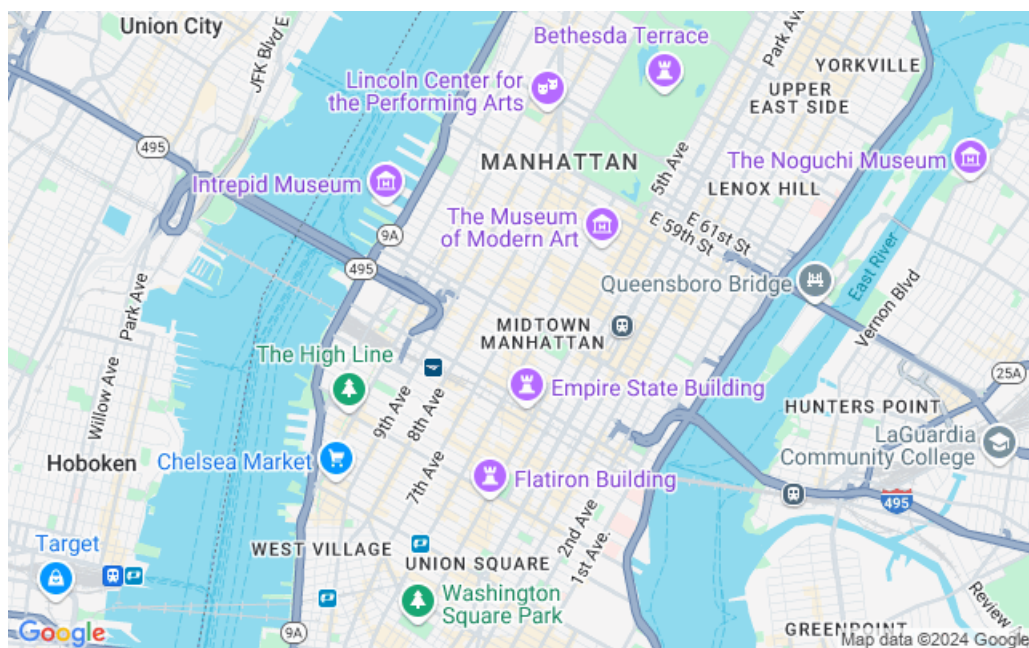 Union City
JFK Blvd E
Bethesda Terrace
Park Ave
YORKVILLE
Lincoln Center for
the Performing Arts
UPPER
EAST SIDE
495
MANHATTAN
5th Ave
The Noguchi Museum
Intrepid Museum
LENOX HILL
The Museum
of Modern Art
E 61st St
E 59th St
9A
495
Queensboro Bridge
East River
Vernon Blvd
Park Ave
MIDTOWN
MANHATTAN
The High Line
25A
Willow Ave
9th Ave
8th Ave
Empire State Building
HUNTERS POINT
LaGuardia
Community College
Hoboken
Chelsea Market
7th Ave
Flatiron Building
495
2nd Ave
1st Ave.
Target
WEST VILLAGE
UNION SQUARE
Washington
Square Park
Review A
9A
GREENPOINT
Google
Map data ©2024 Google